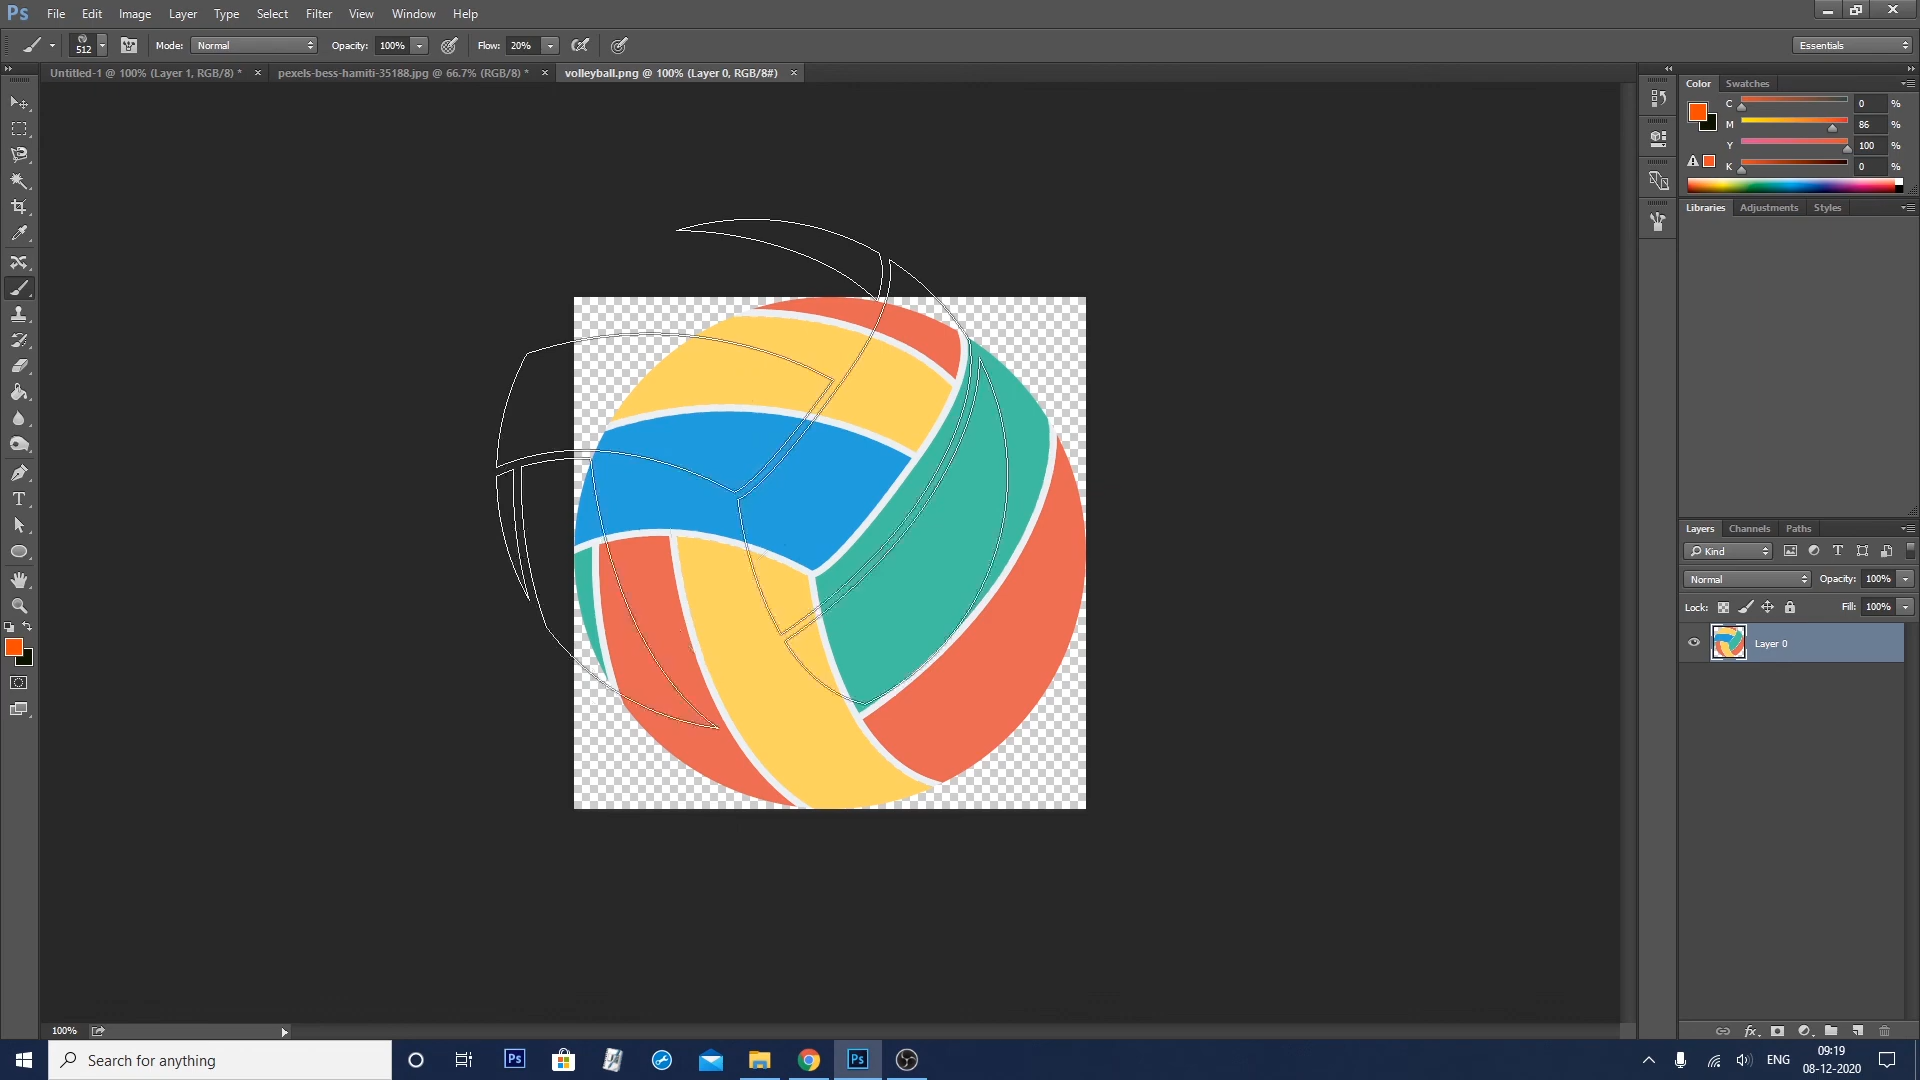 Ps File Edit Image Layer Type Select Filter View Window Help
512 Mode: Normal Opacity: 100% Flow: 20% Essentials
Untitled-1 @ 100% (Layer 1, RGB/8) * × pexels-bess-hamiti-35188.jpg @ 66.7% (RGB/8) * × volleyball.png @ 100% (Layer 0, RGB/8#) ×
Color Swatches
C 0 %
M 86 %
Y 100 %
K 0 %
Libraries Adjustments Styles
Layers Channels Paths
Kind T
Normal Opacity: 100%
Lock: Fill: 100%
Layer 0
T
fx
100%
Search for anything Ps Ps ENG 09:19
08-12-2020